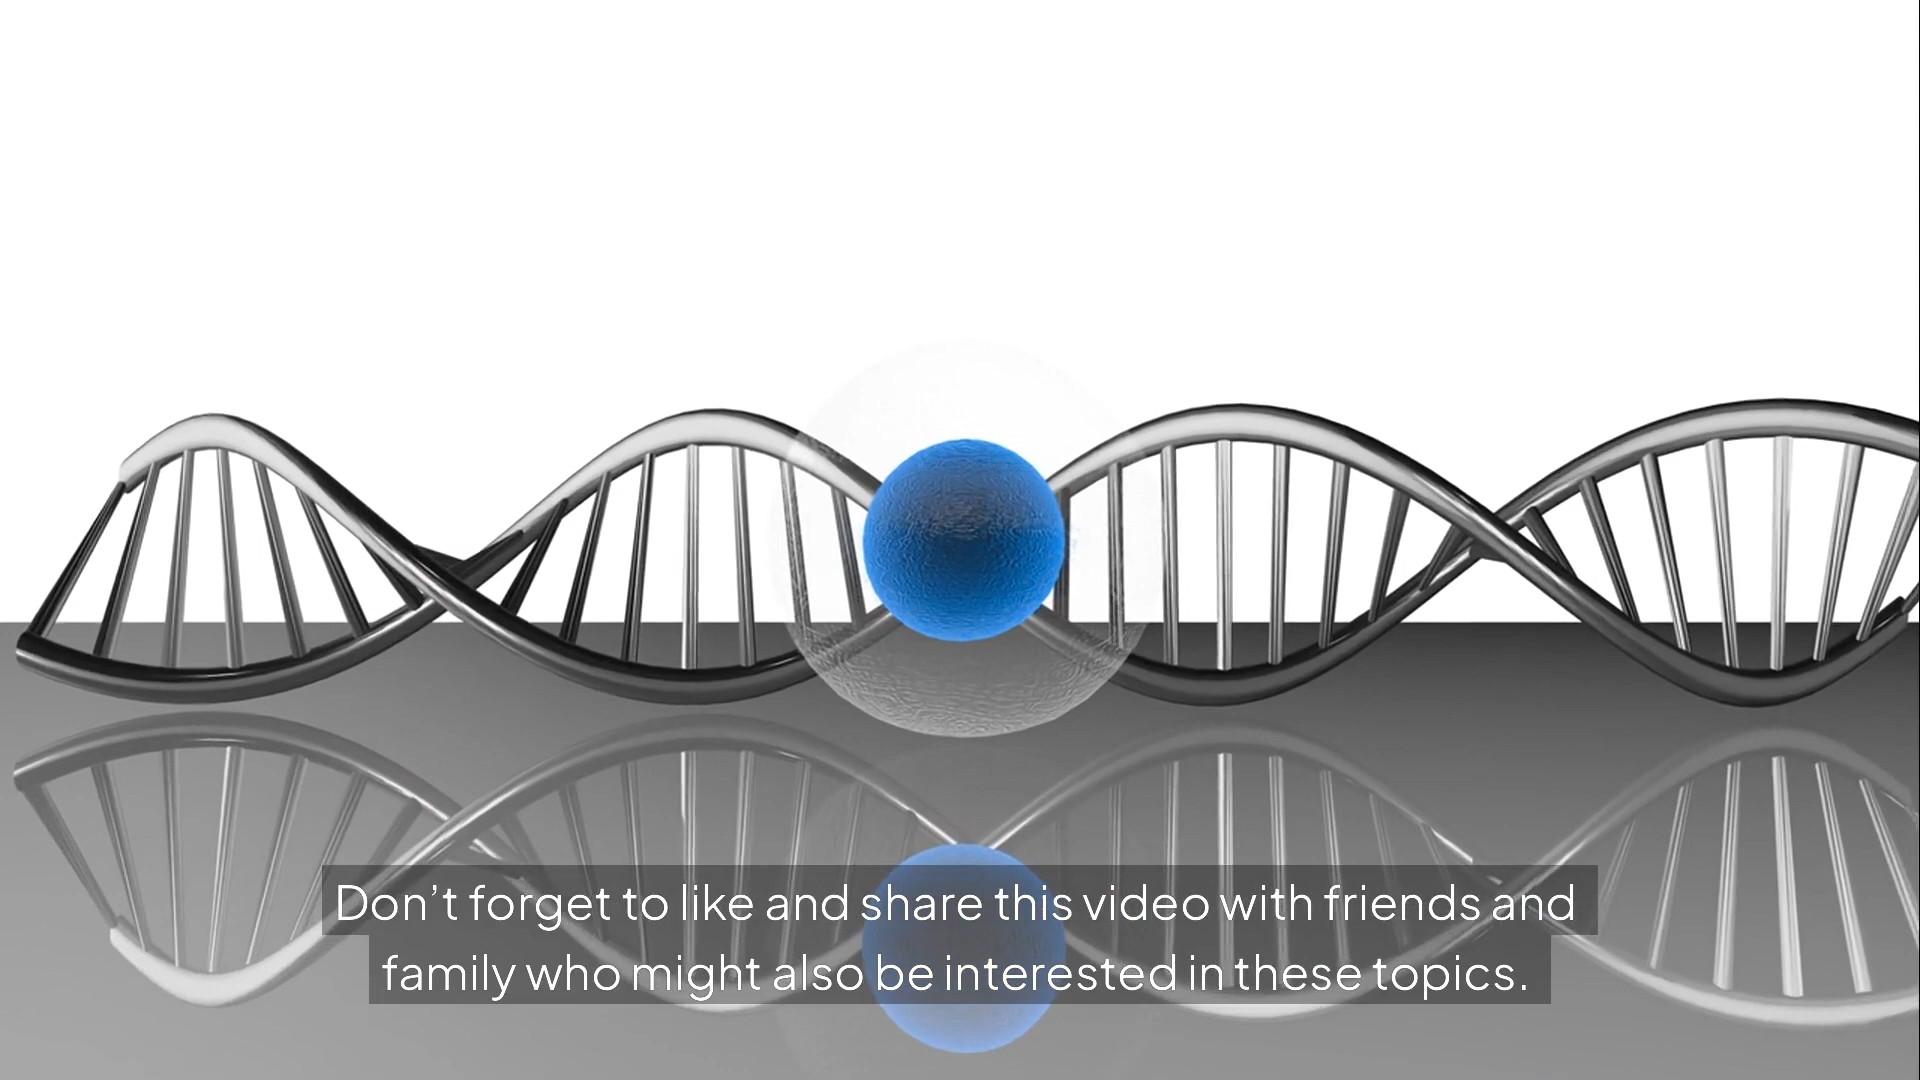 Don’t forget to like and share this video with friends and
family who might also be interested in these topics.